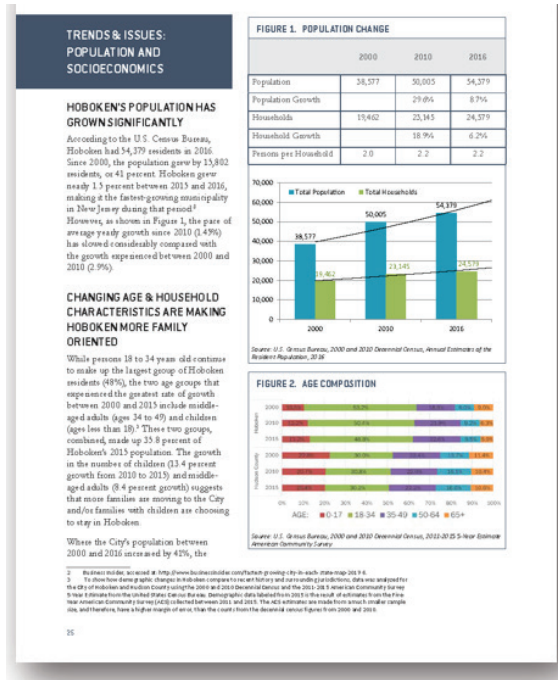 TRENDS & ISSUES:
POPULATION AND
SOCIOECONOMICS
HOBOKEN'S POPULATION HAS
GROWN SIGNIFICANTLY
According to the U.S. Census Bureau,
Hoboken had 54,379 residents in 2016.
Since 2000, the population grew by 15,802
residents, or 41 percent. Hoboken grew
nearly 1.5 percent between 2015 and 2016,
making it the fastest-growing municipality
in New Jersey during that period.²
However, as shown in Figure 1, the pace of
average yearly growth since 2010 (1.45%)
has slowed considerably compared with
the growth experienced between 2000 and
2010 (2.9%).
CHANGING AGE & HOUSEHOLD
CHARACTERISTICS ARE MAKING
HOBOKEN MORE FAMILY
ORIENTED
While persons 18 to 34 years old continue
to make up the largest group of Hoboken
residents (48%), the two age groups that
experienced the greatest rate of growth
between 2000 and 2015 include middle-
aged adults (ages 34 to 49) and children
(ages less than 18).³ These two groups,
combined, made up 35.8 percent of
Hoboken's 2015 population. The growth
in the number of children (13.4 percent
growth from 2010 to 2015) and middle-
aged adults (8.4 percent growth) suggests
that more families are moving to the City
and/or families with children are choosing
to stay in Hoboken.
Where the City's population between
2000 and 2016 increased by 41%, the
FIGURE 1. POPULATION CHANGE
2000 2010 2016
Population 38,577 50,005 54,379
Population Growth 29.6% 8.7%
Households 19,462 23,145 24,579
Household Growth 18.9% 6.2%
Persons per Household 2.0 2.2 2.2
70,000
60,000
50,000
40,000
30,000
20,000
10,000
0
Total Population Total Households
38,577
19,462
50,005
23,145
54,379
24,579
2000 2010 2016
Source: U.S. Census Bureau, 2000 and 2010 Decennial Census, Annual Estimates of the
Resident Population, 2016
FIGURE 2. AGE COMPOSITION
Hoboken
2000
2010
2015
Hudson County
2000
2010
2015
0% 10% 20% 30% 40% 50% 60% 70% 80% 90% 100%
AGE: 0-17 18-34 35-49 50-64 65+
Source: U.S. Census Bureau, 2000 and 2010 Decennial Census, 2011-2015 5-Year Estimate
American Community Survey
2 Business Insider, accessed at:
3 To show how demographic changes in Hoboken compare to recent history and surrounding jurisdictions, data was analyzed for
the City of Hoboken and Hudson County using the 2000 and 2010 Decennial Census and the 2011-2015 American Community Survey
5-Year Estimate from the United States Census Bureau. Demographic data labeled from 2015 is the result of estimates from the Five-
Year American Community Survey (ACS) collected between 2011 and 2015. The ACS estimates are made from a much smaller sample
size, and therefore, have a higher margin of error, than the counts from the decennial census figures from 2000 and 2010.